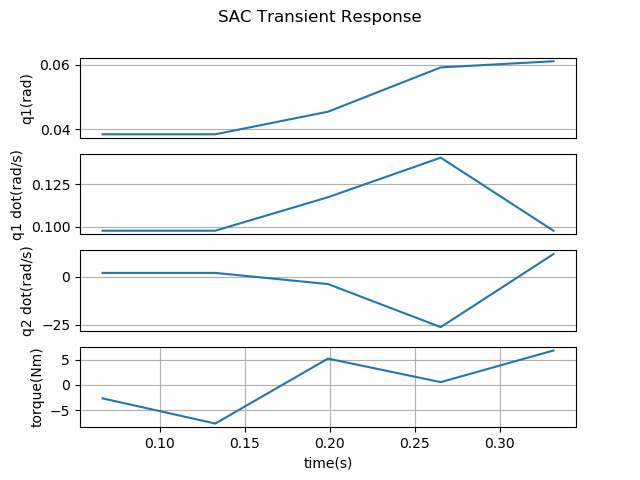 SAC Transient Response
0.06
0.04
q1(rad)
0.125
0.100
q1 dot(rad/s)
0
−25
q2 dot(rad/s)
5
0
−5
torque(Nm)
0.10 0.15 0.20 0.25 0.30
time(s)